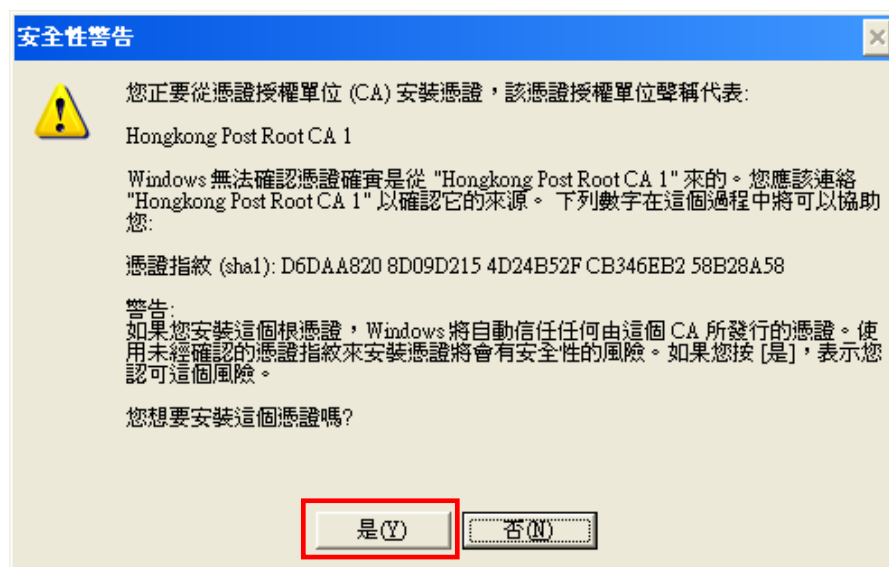 安全性警告
您正要從憑證授權單位 (CA) 安裝憑證，該憑證授權單位聲稱代表:
Hongkong Post Root CA 1
Windows 無法確認憑證確實是從 "Hongkong Post Root CA 1" 來的。您應該連絡
"Hongkong Post Root CA 1" 以確認它的來源。 下列數字在這個過程中將可以協助
您:
憑證指紋 (sha1): D6DAA820 8D09D215 4D24B52F CB346EB2 58B28A58
警告:
如果您安裝這個根憑證，Windows 將自動信任任何由這個 CA 所發行的憑證。使
用未經確認的憑證指紋來安裝憑證將會有安全性的風險。如果您按 [是]，表示您
認可這個風險。
您想要安裝這個憑證嗎?
是(Y) 否(N)